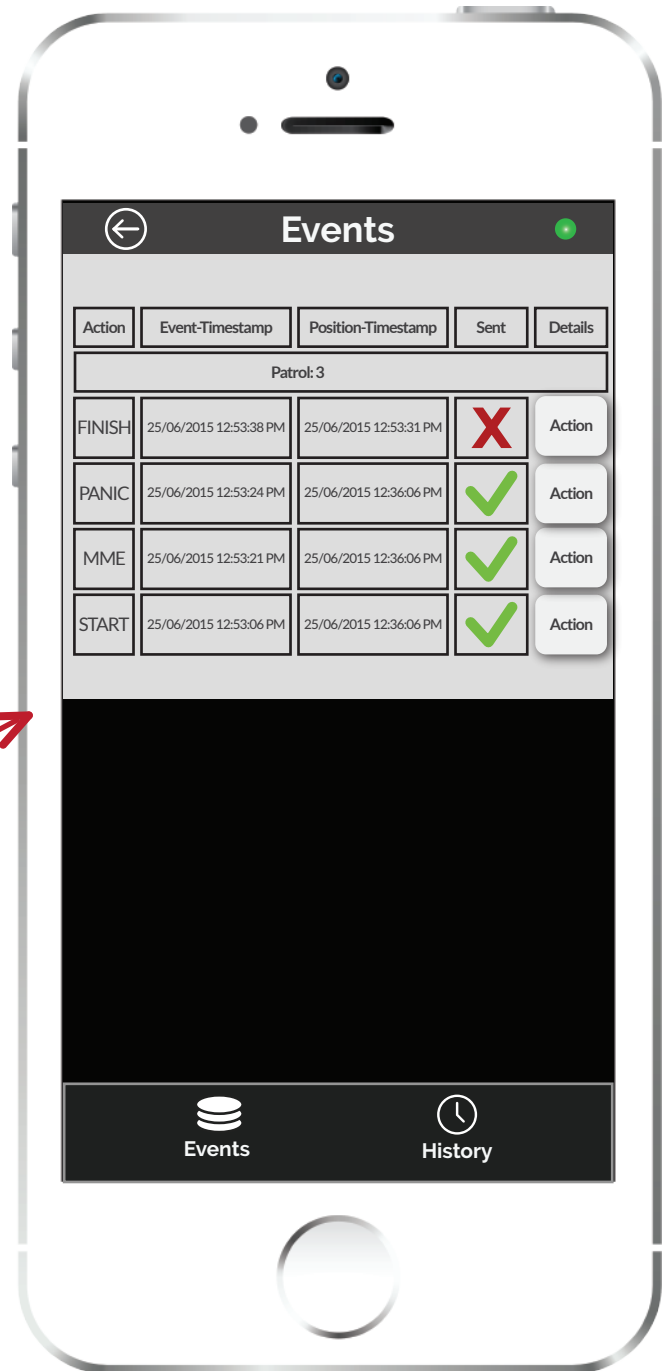 Events
Action Event-Timestamp Position-Timestamp Sent Details
Patrol: 3
FINISH 25/06/2015 12:53:38 PM 25/06/2015 12:53:31 PM X Action
PANIC 25/06/2015 12:53:24 PM 25/06/2015 12:36:06 PM Action
MME 25/06/2015 12:53:21 PM 25/06/2015 12:36:06 PM Action
START 25/06/2015 12:53:06 PM 25/06/2015 12:36:06 PM Action
Events History